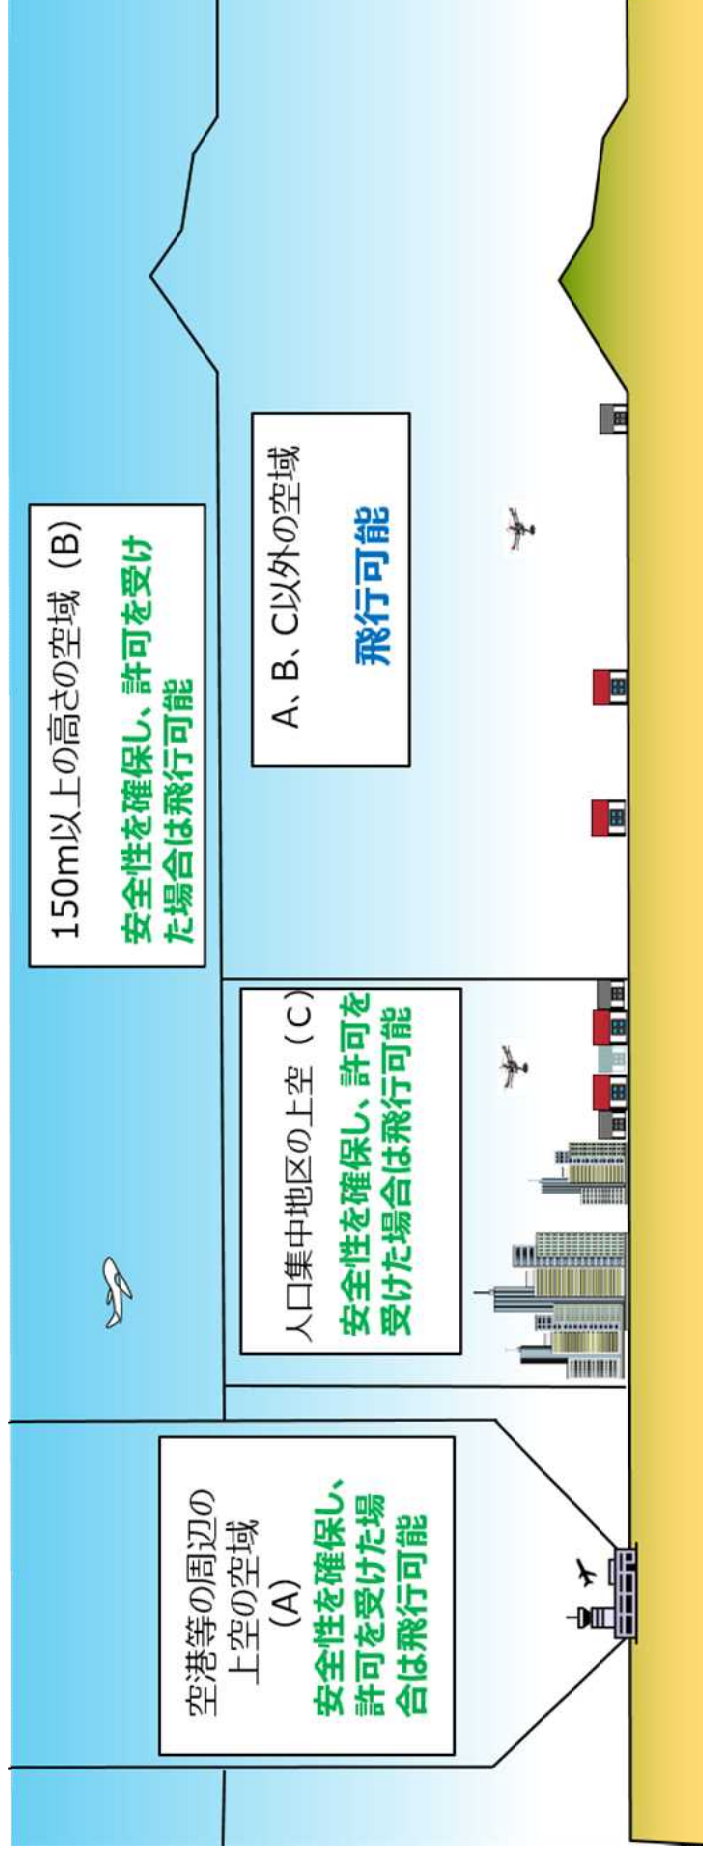 空港等の周辺の
上空の空域
(A)
安全性を確保し、
許可を受けた場
合は飛行可能
150m以上の高さの空域（B）
安全性を確保し、許可を受け
た場合は飛行可能
人口集中地区の上空（C）
安全性を確保し、許可を
受けた場合は飛行可能
A、B、C以外の空域
飛行可能